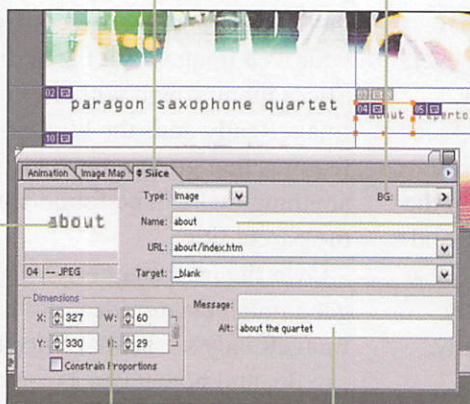 02
paragon saxophone quartet
03
04
about
05
reperto
10
Animation
Image Map
Slice
Type: Image
BG:
about
Name: about
URL: about/index.htm
04 -- JPEG
Target: _blank
Dimensions
X: 327 W: 60
Y: 330 H: 29
Constrain Proportions
Message:
Alt: about the quartet